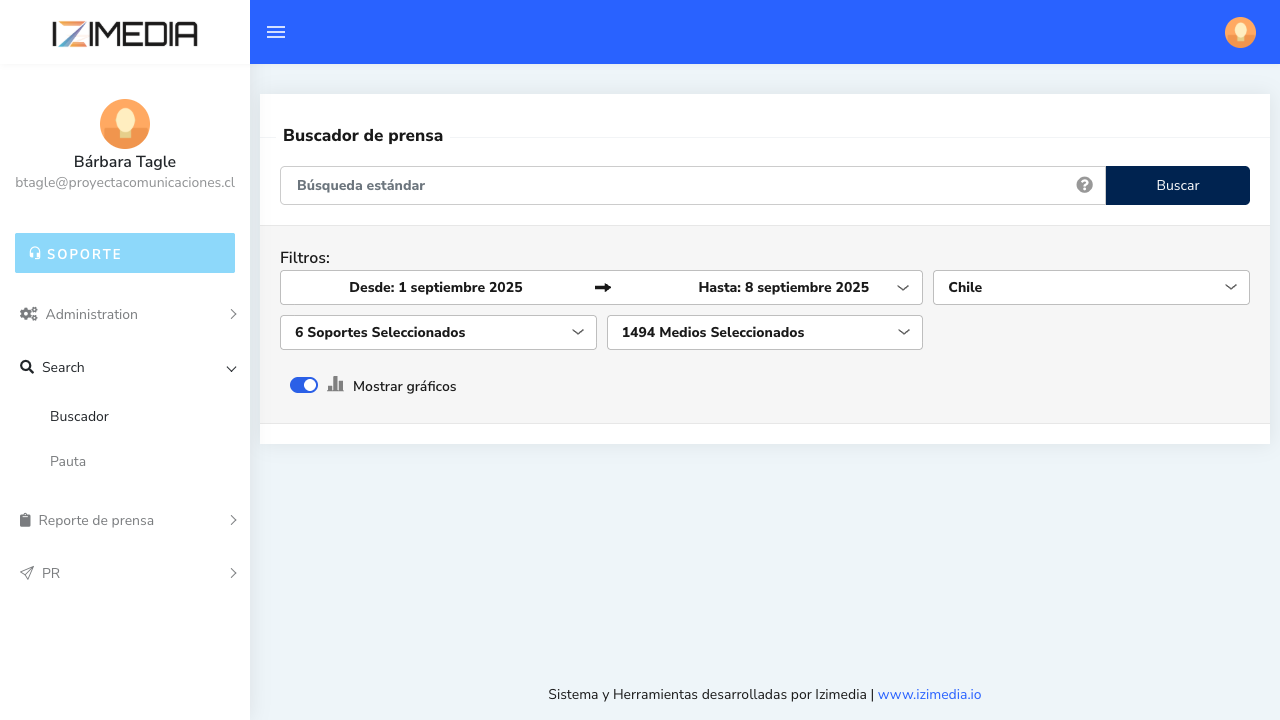 IZIMEDIA
Bárbara Tagle
btagle@proyectacomunicaciones.cl
SOPORTE
Administration
Search
Buscador
Pauta
Reporte de prensa
PR
Buscador de prensa
Búsqueda estándar
Buscar
Filtros:
Desde: 1 septiembre 2025 Hasta: 8 septiembre 2025
Chile
6 Soportes Seleccionados
1494 Medios Seleccionados
Mostrar gráficos
Sistema y Herramientas desarrolladas por Izimedia | www.izimedia.io